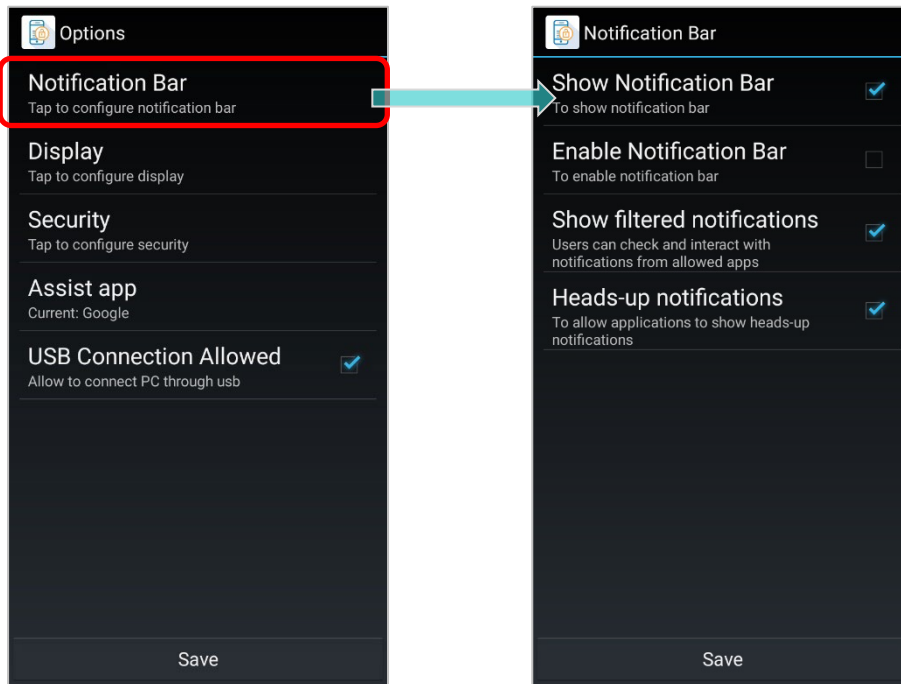 Options
Notification Bar
Tap to configure notification bar
Display
Tap to configure display
Security
Tap to configure security
Assist app
Current: Google
USB Connection Allowed
Allow to connect PC through usb
Save
Notification Bar
Show Notification Bar
To show notification bar
Enable Notification Bar
To enable notification bar
Show filtered notifications
Users can check and interact with
notifications from allowed apps
Heads-up notifications
To allow applications to show heads-up
notifications
Save